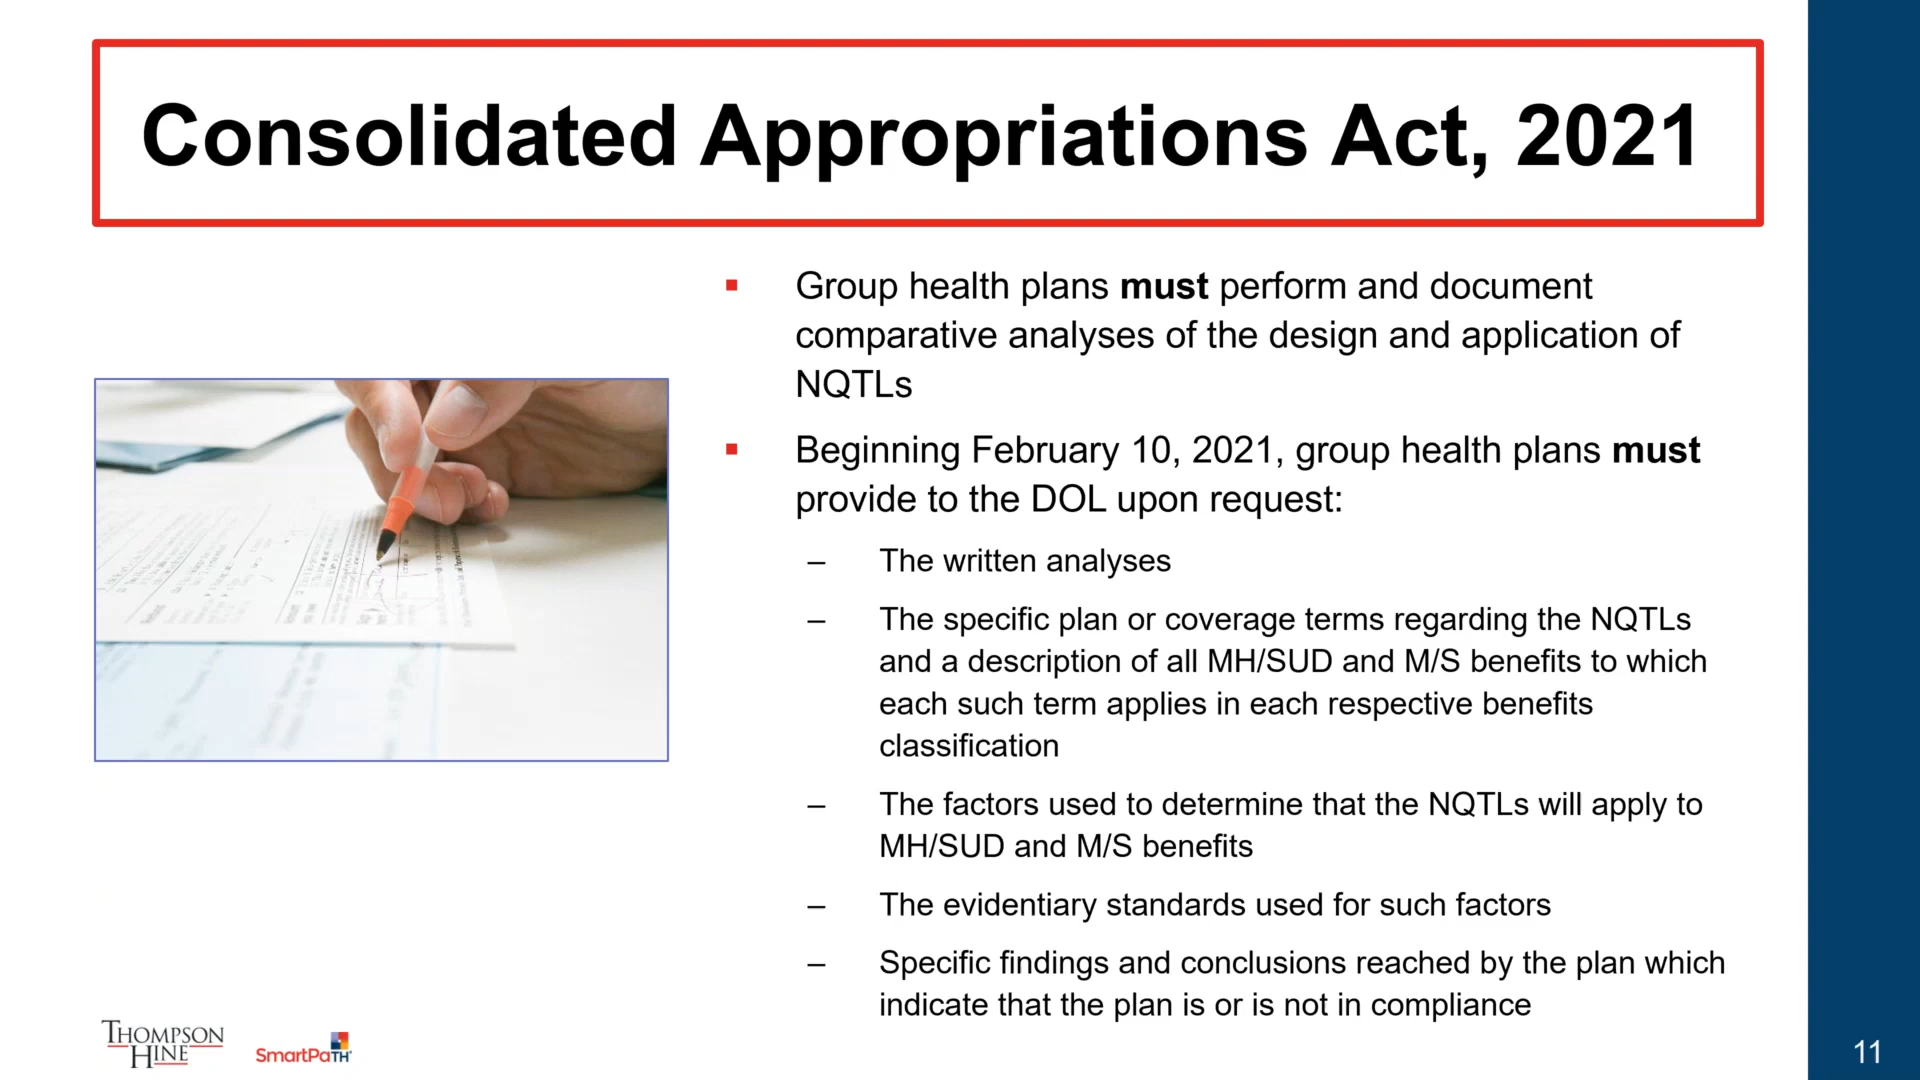 Consolidated Appropriations Act, 2021
▪ Group health plans must perform and document
comparative analyses of the design and application of
NQTLs
▪ Beginning February 10, 2021, group health plans must
provide to the DOL upon request:
– The written analyses
– The specific plan or coverage terms regarding the NQTLs
and a description of all MH/SUD and M/S benefits to which
each such term applies in each respective benefits
classification
– The factors used to determine that the NQTLs will apply to
MH/SUD and M/S benefits
– The evidentiary standards used for such factors
– Specific findings and conclusions reached by the plan which
indicate that the plan is or is not in compliance
THOMPSON
HINE
SmartPaTH
11